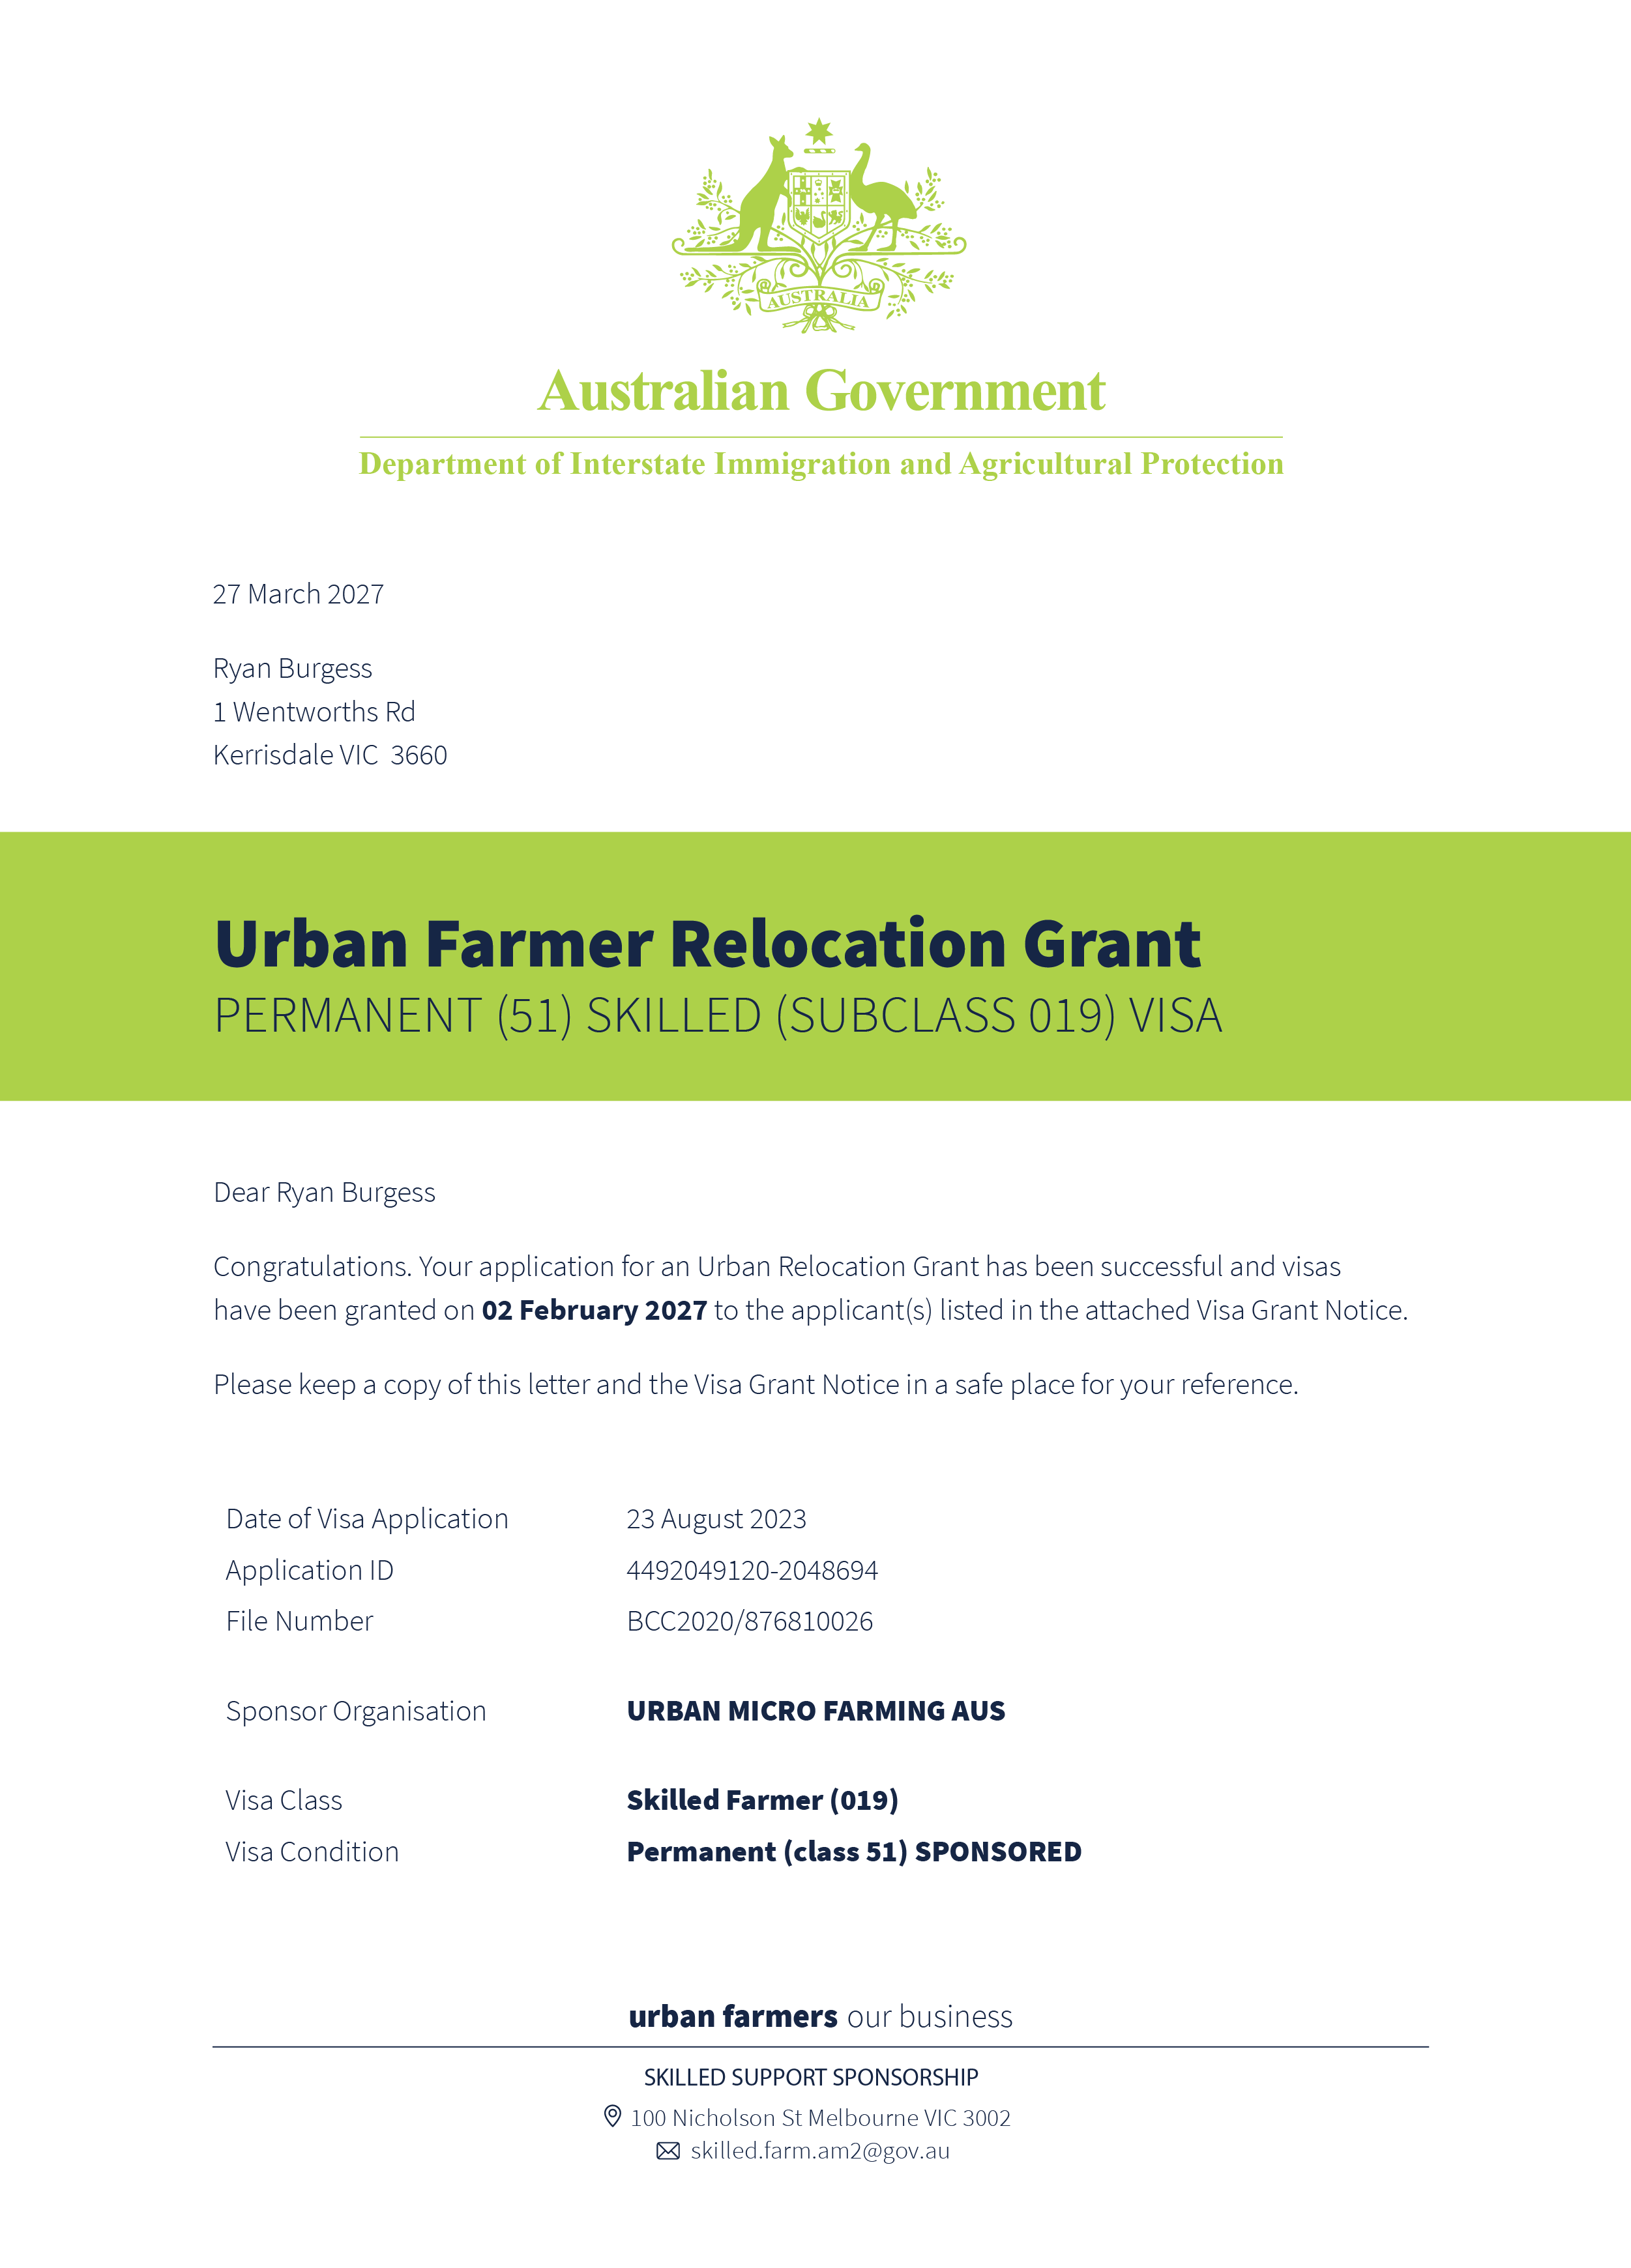 AUSTRALIA
Australian Government
Department of Interstate Immigration and Agricultural Protection
27 March 2027
Ryan Burgess
1 Wentworths Rd
Kerrisdale VIC  3660
Urban Farmer Relocation Grant
PERMANENT (51) SKILLED (SUBCLASS 019) VISA
Dear Ryan Burgess
Congratulations. Your application for an Urban Relocation Grant has been successful and visas
have been granted on 02 February 2027 to the applicant(s) listed in the attached Visa Grant Notice.
Please keep a copy of this letter and the Visa Grant Notice in a safe place for your reference.
Date of Visa Application 23 August 2023
Application ID 4492049120-2048694
File Number BCC2020/876810026
Sponsor Organisation URBAN MICRO FARMING AUS
Visa Class Skilled Farmer (019)
Visa Condition Permanent (class 51) SPONSORED
urban farmers our business
SKILLED SUPPORT SPONSORSHIP
100 Nicholson St Melbourne VIC 3002
skilled.farm.am2@gov.au